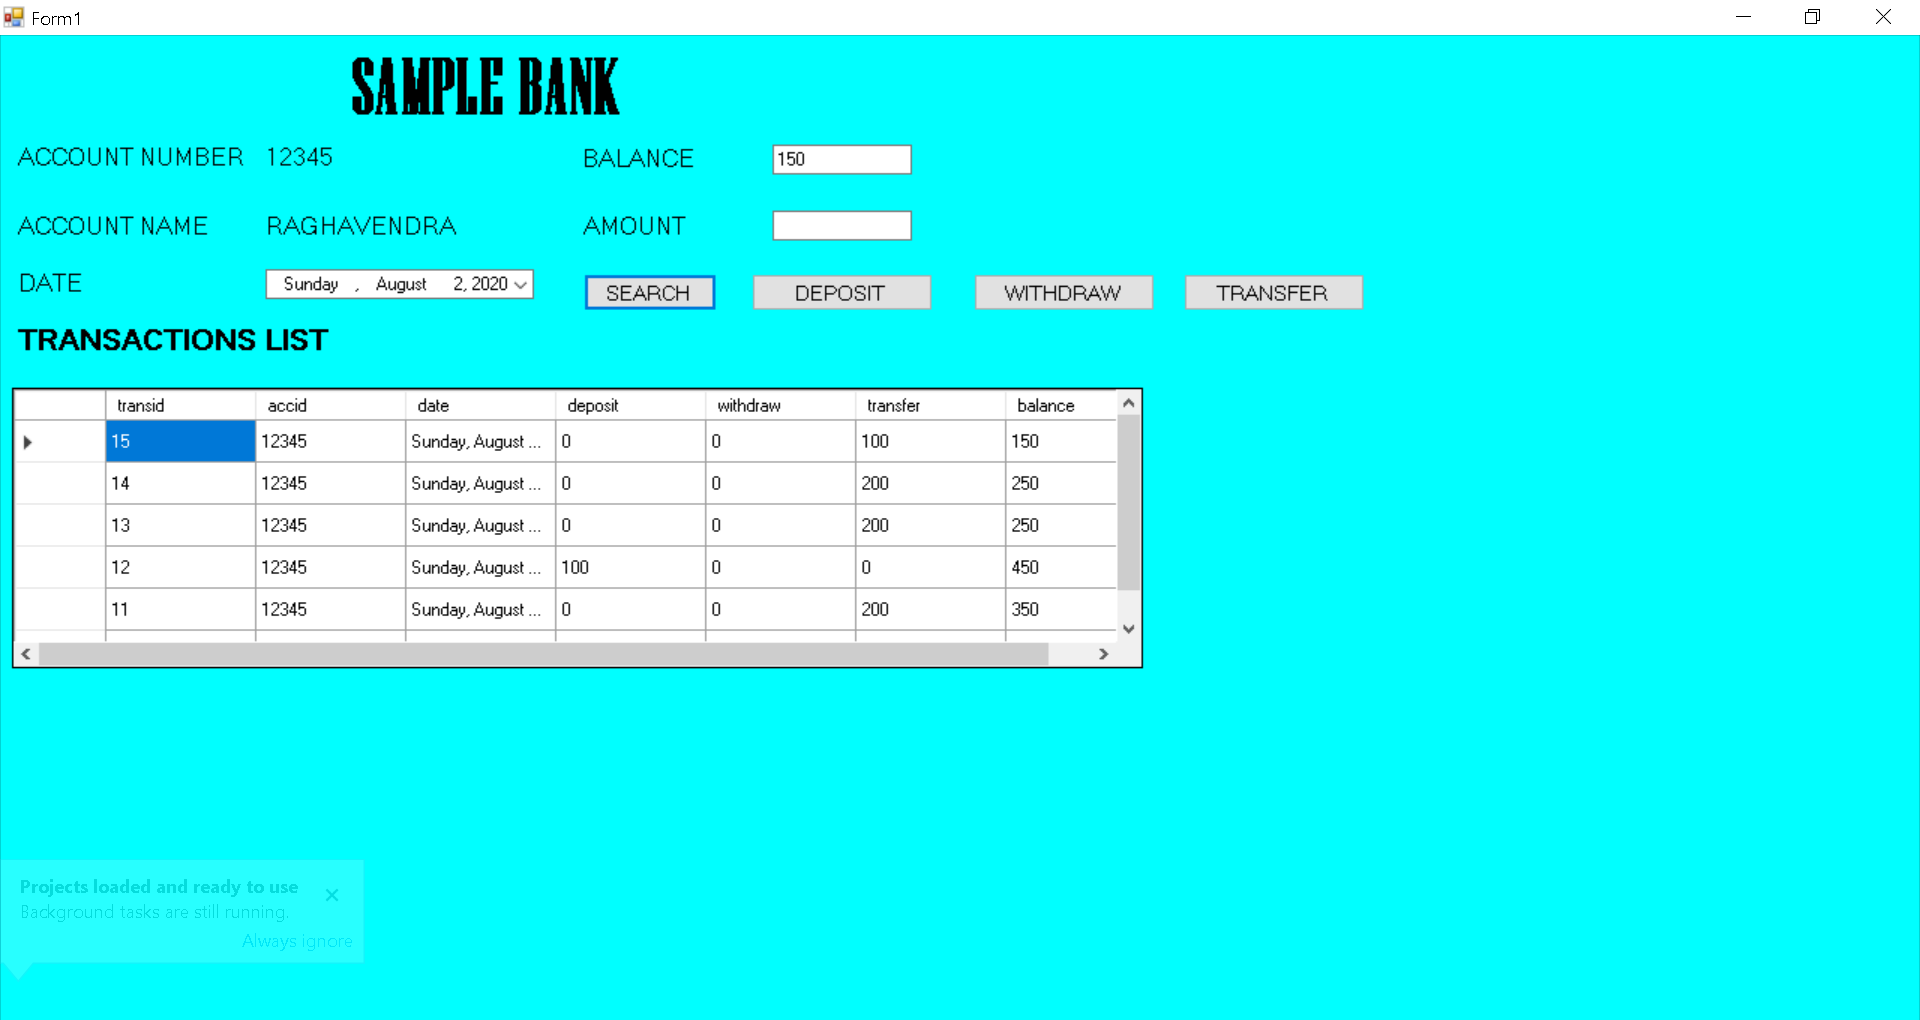 Form1
SAMPLE BANK
ACCOUNT NUMBER 12345 BALANCE 150
ACCOUNT NAME RAGHAVENDRA AMOUNT
DATE Sunday , August 2, 2020 SEARCH DEPOSIT WITHDRAW TRANSFER
TRANSACTIONS LIST
transid accid date deposit withdraw transfer balance
15 12345 Sunday, August ... 0 0 100 150
14 12345 Sunday, August ... 0 0 200 250
13 12345 Sunday, August ... 0 0 200 250
12 12345 Sunday, August ... 100 0 0 450
11 12345 Sunday, August ... 0 0 200 350
Projects loaded and ready to use
Background tasks are still running.
Always ignore